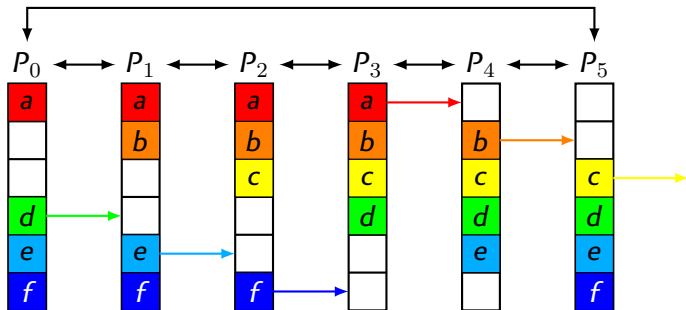 P₀ P₁ P₂ P₃ P₄ P₅
a a a a
b b b b
c c c c
d d d d
e e e e
f f f f